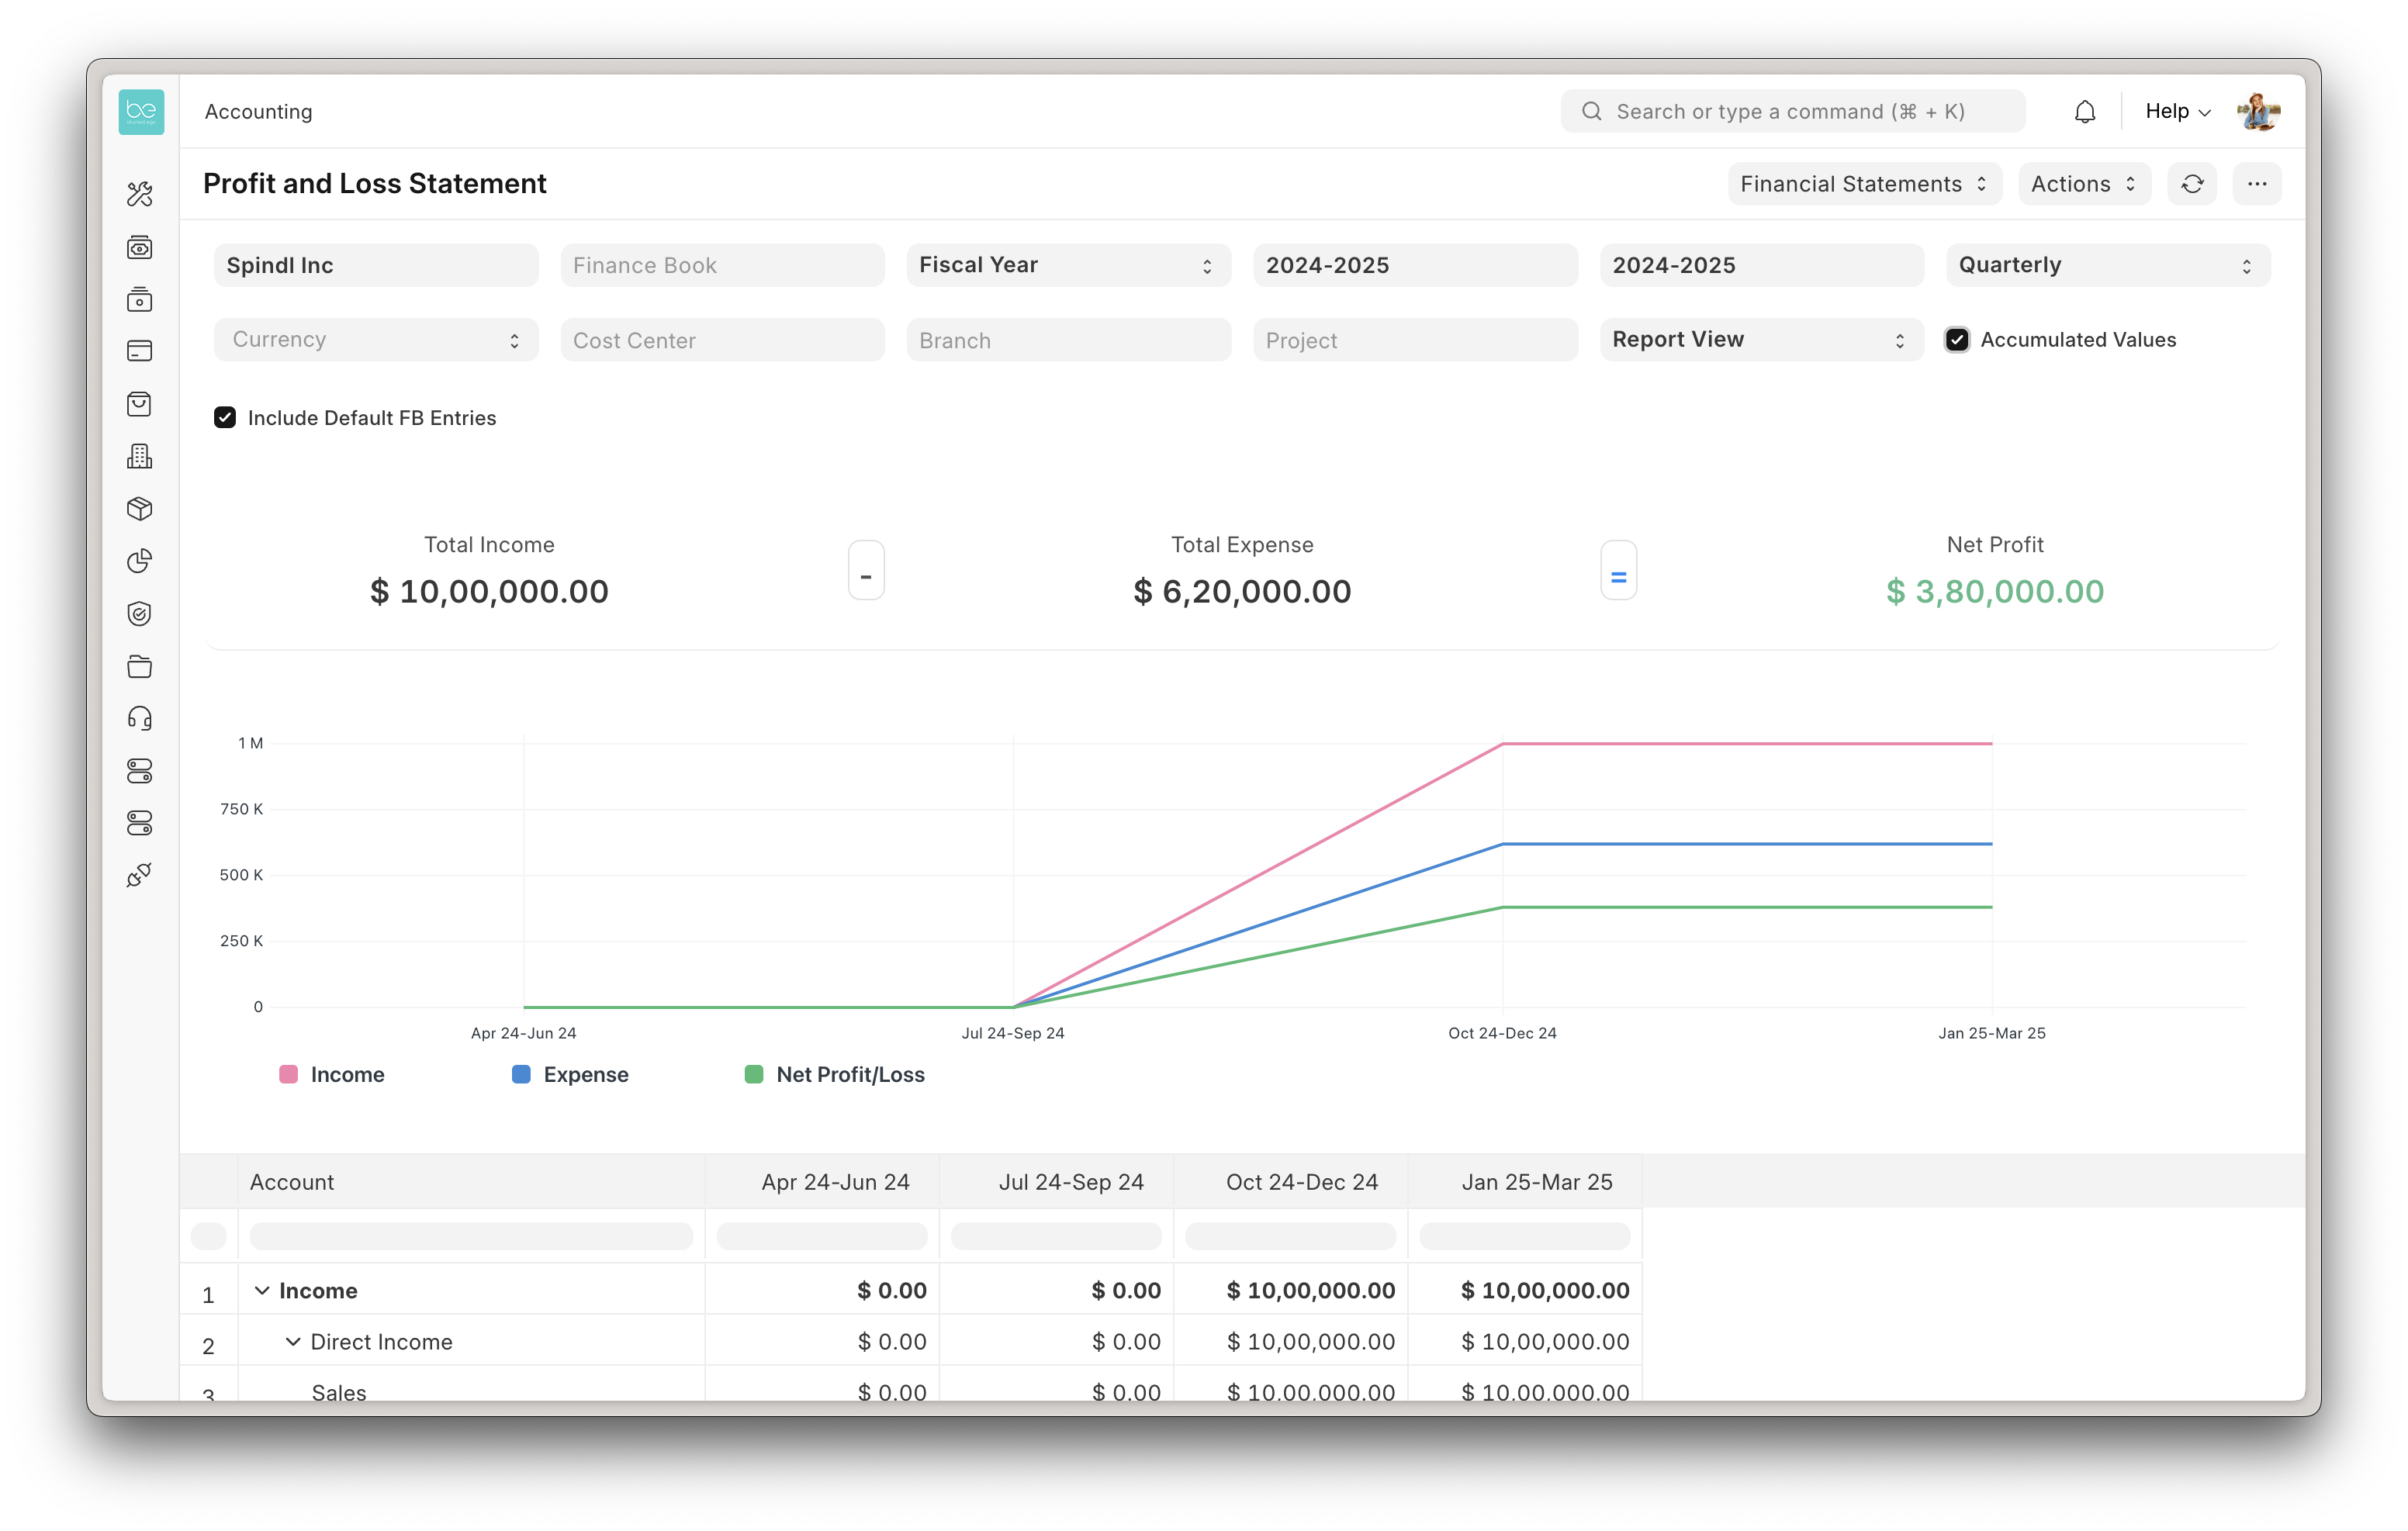 be
Accounting
Search or type a command (⌘ + K)
Help
Profit and Loss Statement
Financial Statements
Actions
Spindl Inc
Finance Book
Fiscal Year
2024-2025
2024-2025
Quarterly
Currency
Cost Center
Branch
Project
Report View
Accumulated Values
Include Default FB Entries
Total Income
$ 10,00,000.00
-
Total Expense
$ 6,20,000.00
=
Net Profit
$ 3,80,000.00
1 M
750 K
500 K
250 K
0
Apr 24-Jun 24
Jul 24-Sep 24
Oct 24-Dec 24
Jan 25-Mar 25
Income
Expense
Net Profit/Loss
Account Apr 24-Jun 24 Jul 24-Sep 24 Oct 24-Dec 24 Jan 25-Mar 25
1 Income $ 0.00 $ 0.00 $ 10,00,000.00 $ 10,00,000.00
2 Direct Income $ 0.00 $ 0.00 $ 10,00,000.00 $ 10,00,000.00
3 Sales $ 0.00 $ 0.00 $ 10,00,000.00 $ 10,00,000.00